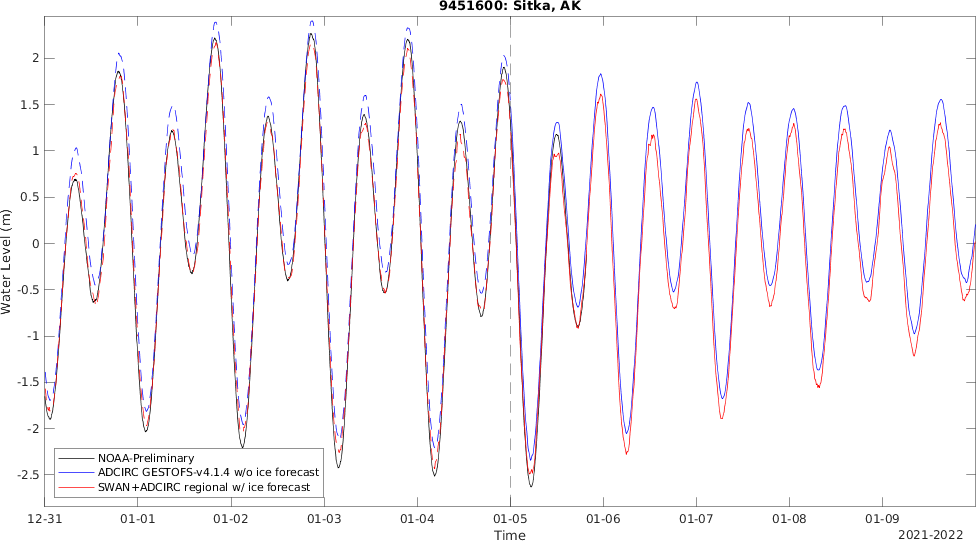 9451600: Sitka, AK
Water Level (m)
2
1.5
1
0.5
0
-0.5
-1
-1.5
-2
-2.5
NOAA-Preliminary
ADCIRC GESTOFS-v4.1.4 w/o ice forecast
SWAN+ADCIRC regional w/ ice forecast
12-31 01-01 01-02 01-03 01-04 01-05 01-06 01-07 01-08 01-09
Time
2021-2022